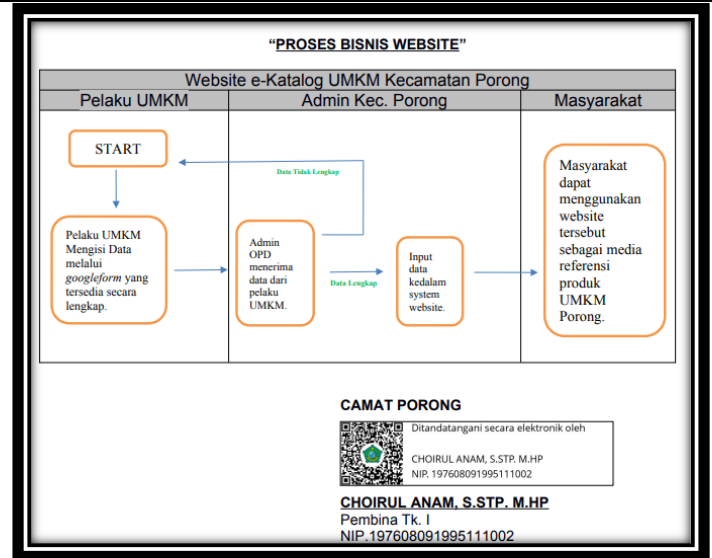 “PROSES BISNIS WEBSITE”
Website e-Katalog UMKM Kecamatan Porong
Pelaku UMKM
Admin Kec. Porong
Masyarakat
START
Pelaku UMKM
Mengisi Data
melalui
googleform yang
tersedia secara
lengkap.
Data Tidak Lengkap
Admin
OPD
menerima
data dari
pelaku
UMKM.
Data Lengkap
Input
data
kedalam
system
website.
Masyarakat
dapat
menggunakan
website
tersebut
sebagai media
referensi
produk
UMKM
Porong.
CAMAT PORONG
Ditandatangani secara elektronik oleh
CHOIRUL ANAM, S.STP. M.HP
NIP. 197608091995111002
CHOIRUL ANAM, S.STP. M.HP
Pembina Tk. I
NIP.197608091995111002